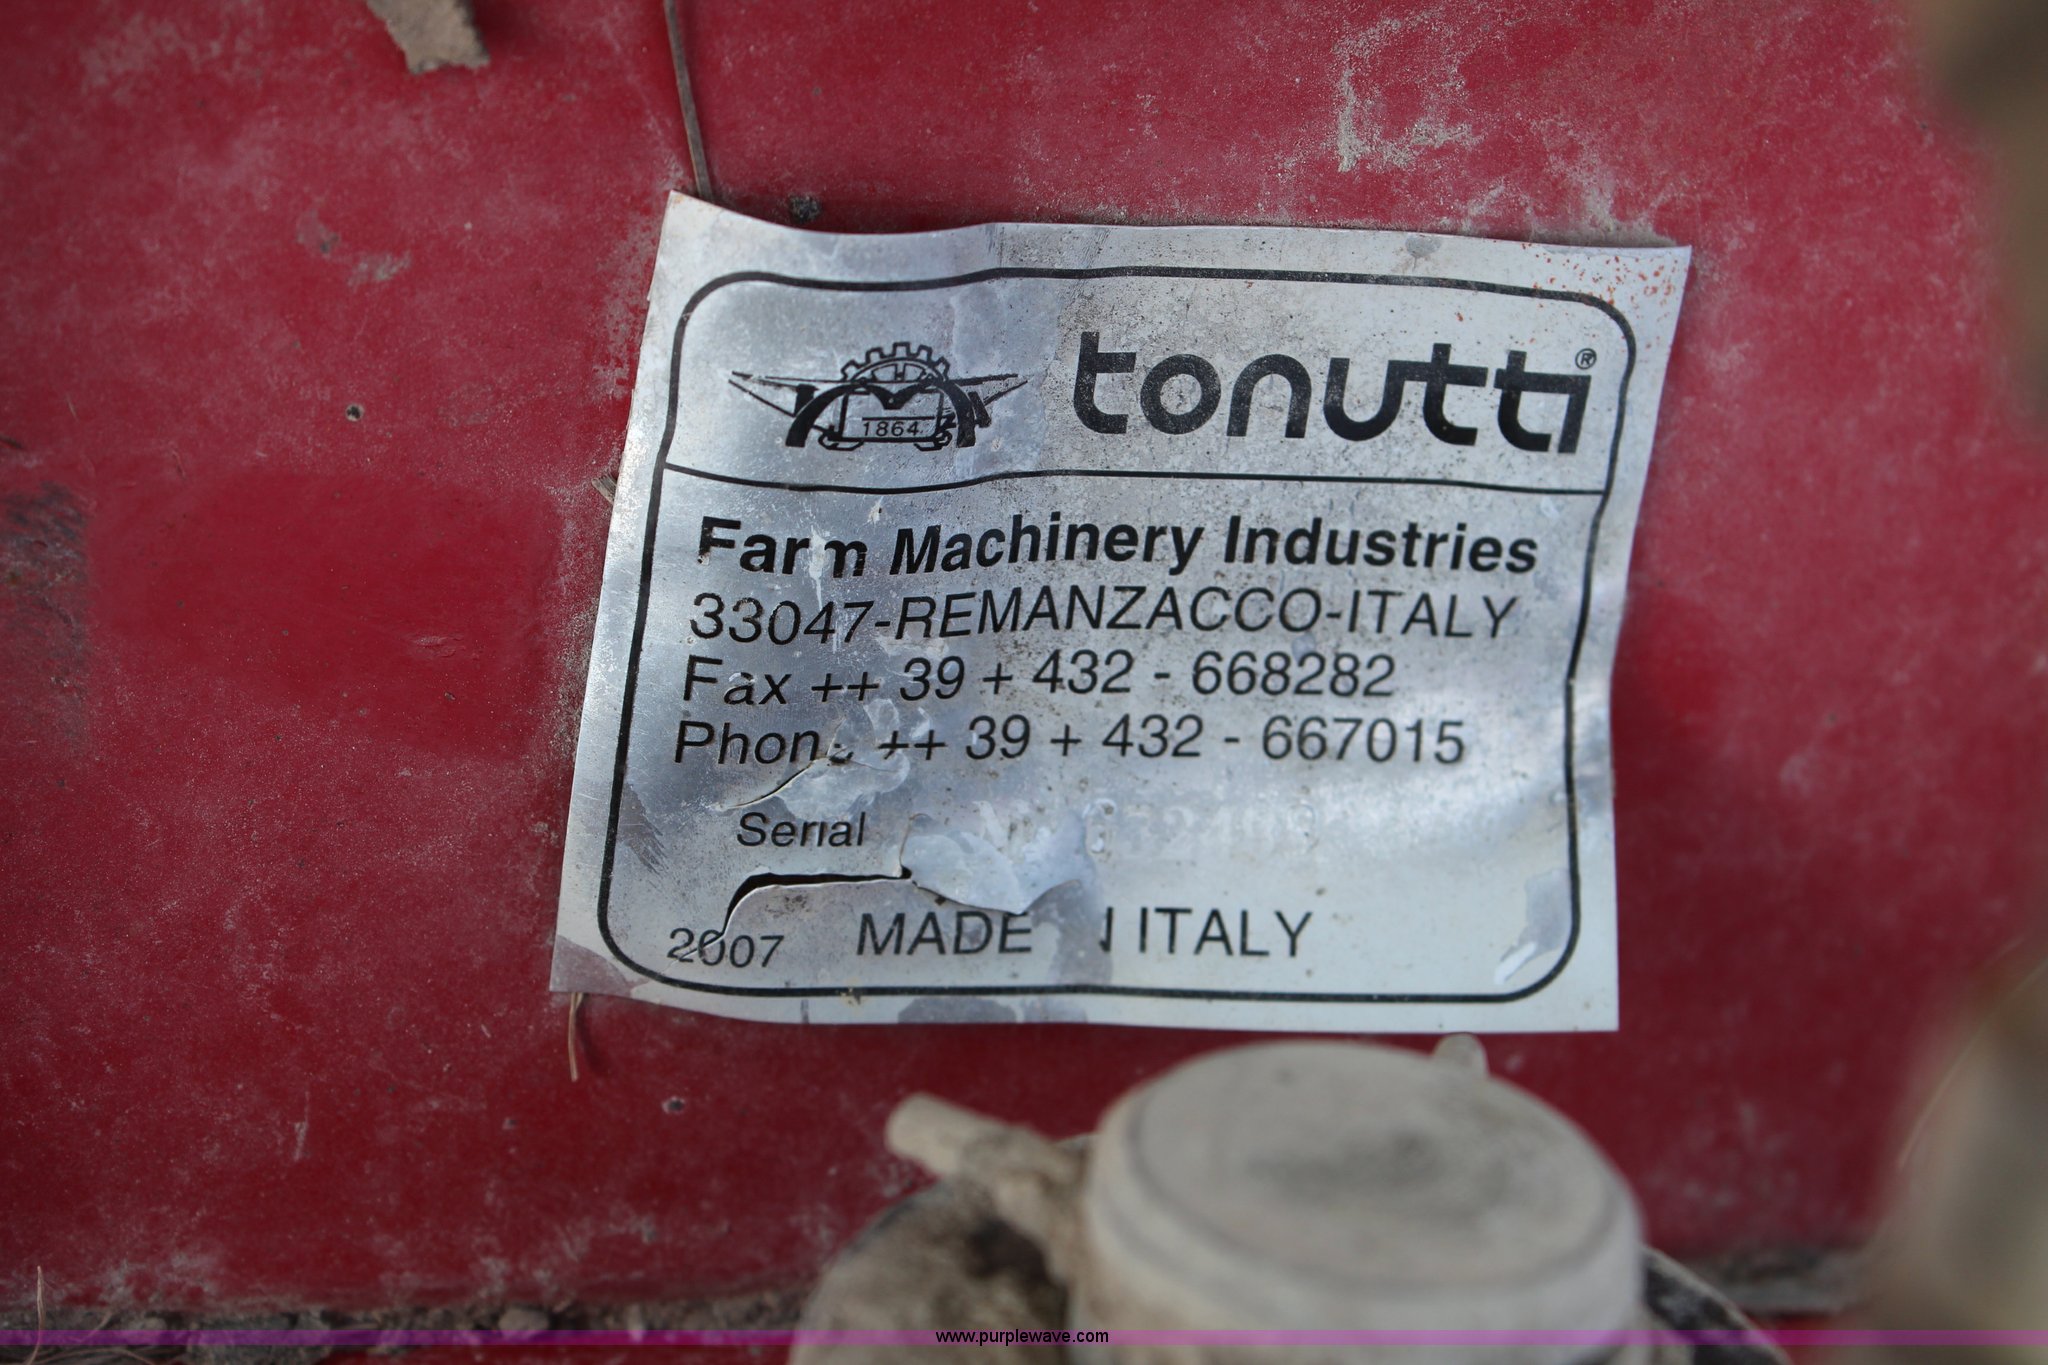 1864
tonutti®
Farm Machinery Industries
33047-REMANZACCO-ITALY
Fax ++ 39 + 432 - 668282
Phone ++ 39 + 432 - 667015
Serial
2007 MADE IN ITALY
www.purplewave.com